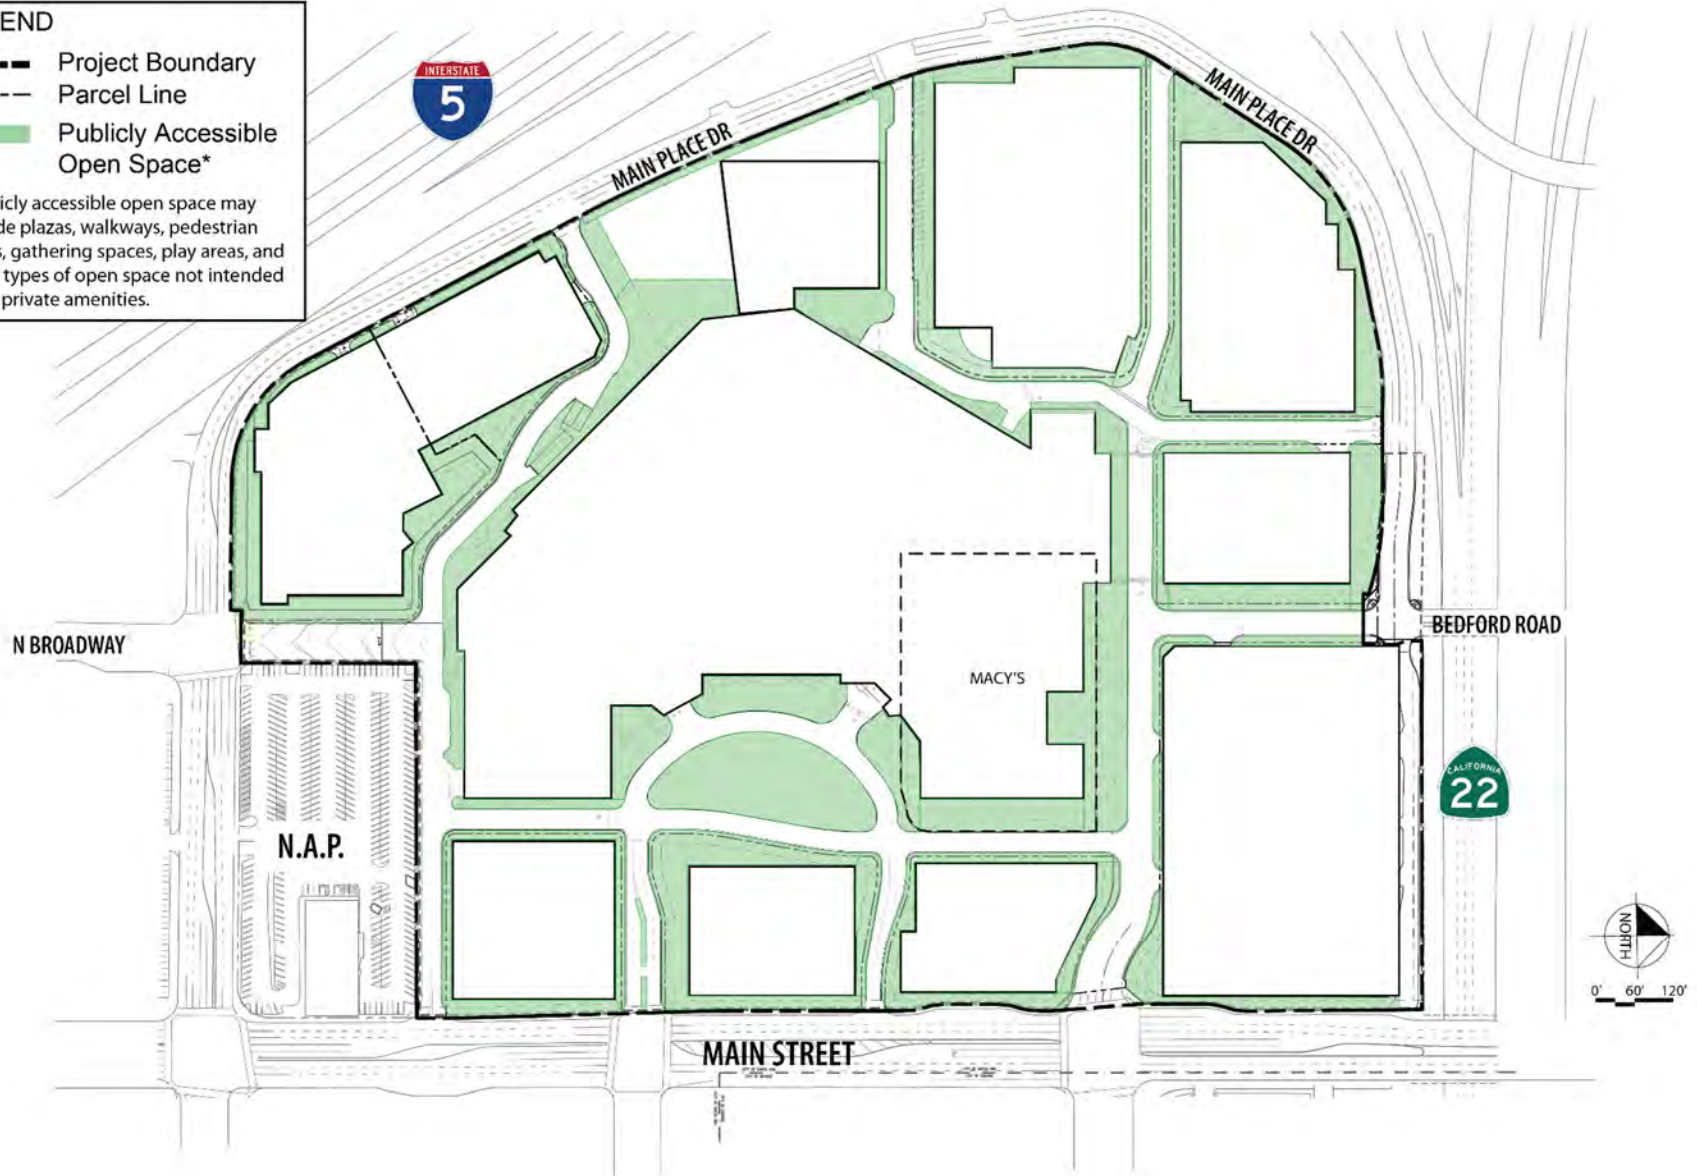 END
Project Boundary
Parcel Line
Publicly Accessible
Open Space*
icly accessible open space may
de plazas, walkways, pedestrian
s, gathering spaces, play areas, and
types of open space not intended
private amenities.
INTERSTATE
5
MAIN PLACE DR
MAIN PLACE DR
N BROADWAY
BEDFORD ROAD
MACY'S
CALIFORNIA
22
N.A.P.
NORTH
0' 60' 120'
MAIN STREET